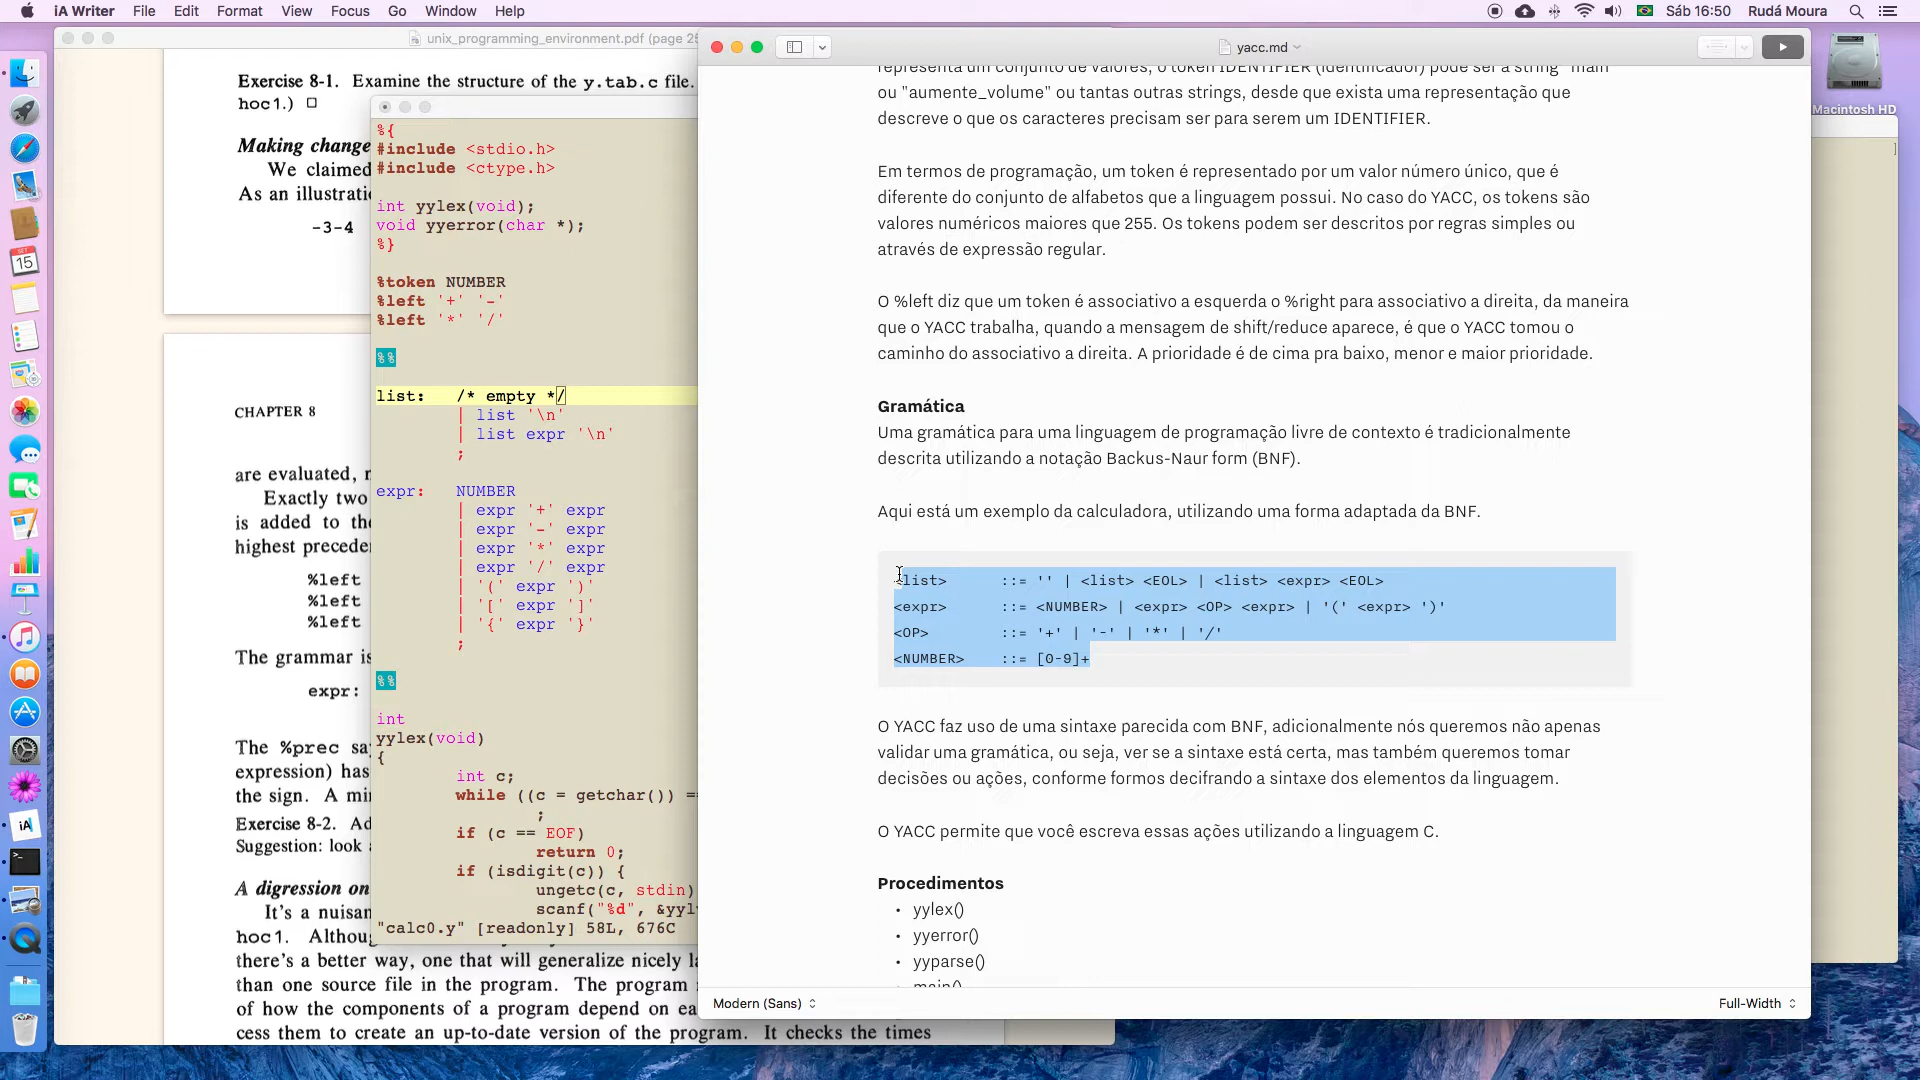 iA Writer File Edit Format View Focus Go Window Help Sáb 16:50 Rudá Moura
unix_programming_environment.pdf (page 25
Exercise 8-1. Examine the structure of the y.tab.c file.
hoc1.) □
Making change
We claimed
As an illustrati
-3-4
CHAPTER 8
are evaluated, n
Exactly two
is added to the
highest preceden
%left
%left
%left
The grammar is
expr:
The %prec sa
expression) has
the sign. A mi
Exercise 8-2. Ad
Suggestion: look a
A digression on
It's a nuisan
hoc1. Althou
there's a better way, one that will generalize nicely la
than one source file in the program. The program
of how the components of a program depend on ea
cess them to create an up-to-date version of the program. It checks the times
%{
#include <stdio.h>
#include <ctype.h>
int yylex(void);
void yyerror(char *);
%}
%token NUMBER
%left '+' '-'
%left '*' '/'
%%
list: /* empty */
| list '\n'
| list expr '\n'
;
expr: NUMBER
| expr '+' expr
| expr '-' expr
| expr '*' expr
| expr '/' expr
| '(' expr ')'
| '[' expr ']'
| '{' expr '}'
;
%%
int
yylex(void)
{
int c;
while ((c = getchar()) =
;
if (c == EOF)
return 0;
if (isdigit(c)) {
ungetc(c, stdin)
scanf("%d", &yyl
"calc0.y" [readonly] 58L, 676C
yacc.md
representa um conjunto de valores, o token IDENTIFIER (identificador) pode ser a string "main
ou "aumente_volume" ou tantas outras strings, desde que exista uma representação que
descreve o que os caracteres precisam ser para serem um IDENTIFIER.
Em termos de programação, um token é representado por um valor número único, que é
diferente do conjunto de alfabetos que a linguagem possui. No caso do YACC, os tokens são
valores numéricos maiores que 255. Os tokens podem ser descritos por regras simples ou
através de expressão regular.
O %left diz que um token é associativo a esquerda o %right para associativo a direita, da maneira
que o YACC trabalha, quando a mensagem de shift/reduce aparece, é que o YACC tomou o
caminho do associativo a direita. A prioridade é de cima pra baixo, menor e maior prioridade.
Gramática
Uma gramática para uma linguagem de programação livre de contexto é tradicionalmente
descrita utilizando a notação Backus-Naur form (BNF).
Aqui está um exemplo da calculadora, utilizando uma forma adaptada da BNF.
<list> ::= '' | <list> <EOL> | <list> <expr> <EOL>
<expr> ::= <NUMBER> | <expr> <OP> <expr> | '(' <expr> ')'
<OP> ::= '+' | '-' | '*' | '/'
<NUMBER> ::= [0-9]+
O YACC faz uso de uma sintaxe parecida com BNF, adicionalmente nós queremos não apenas
validar uma gramática, ou seja, ver se a sintaxe está certa, mas também queremos tomar
decisões ou ações, conforme formos decifrando a sintaxe dos elementos da linguagem.
O YACC permite que você escreva essas ações utilizando a linguagem C.
Procedimentos
• yylex()
• yyerror()
• yyparse()
• main()
Modern (Sans) Full-Width
Macintosh HD
SET
15
iA